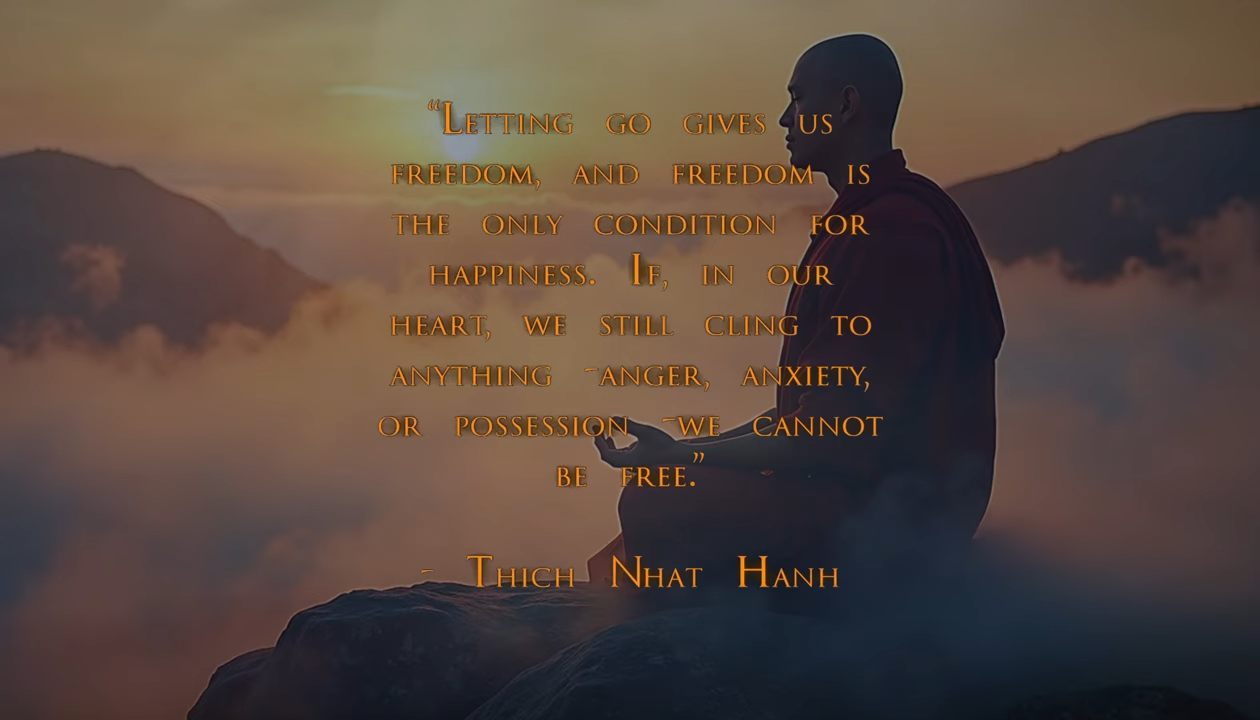 “Letting go gives us
freedom, and freedom is
the only condition for
happiness. If, in our
heart, we still cling to
anything -anger, anxiety,
or possession -we cannot
be free.”
- Thich Nhat Hanh